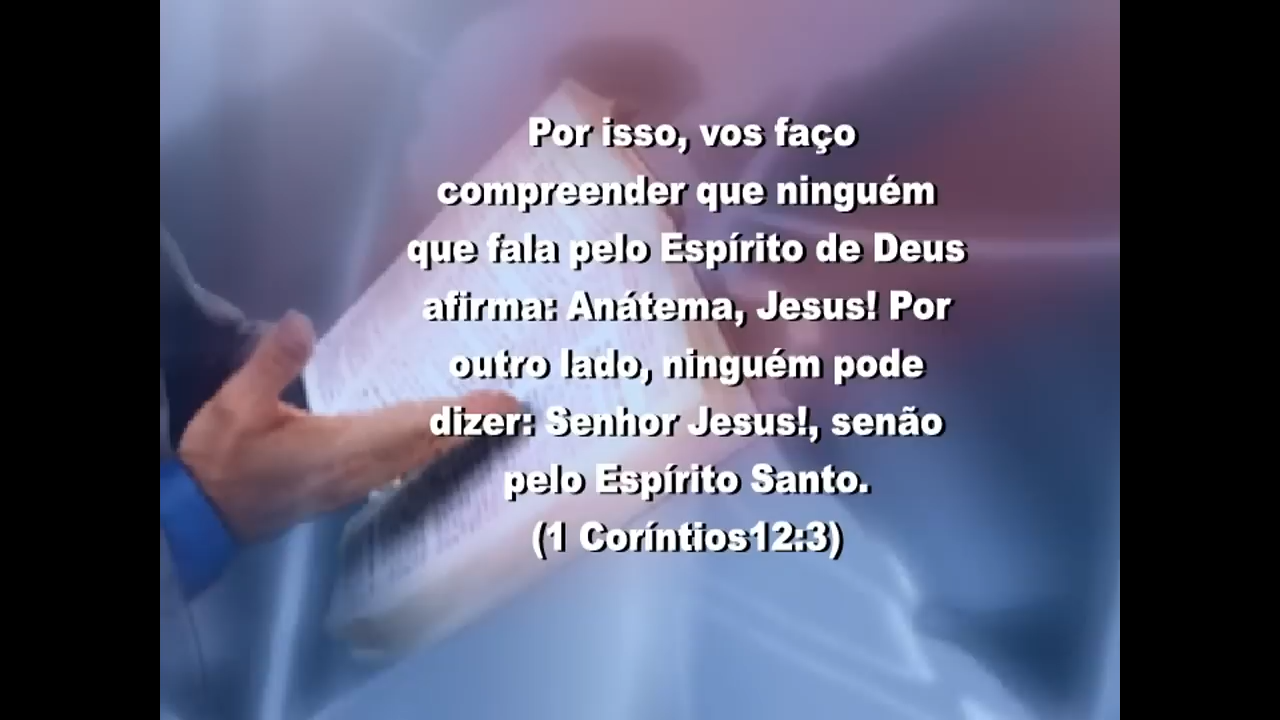 Por isso, vos faço
compreender que ninguém
que fala pelo Espírito de Deus
afirma: Anátema, Jesus! Por
outro lado, ninguém pode
dizer: Senhor Jesus!, senão
pelo Espírito Santo.
(1 Coríntios12:3)